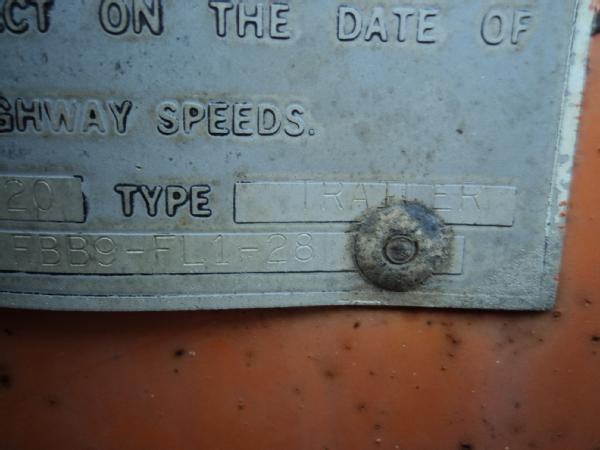 ECT ON THE DATE OF
GHWAY SPEEDS.
20 TYPE TRAILER
FBB9-FL1-28